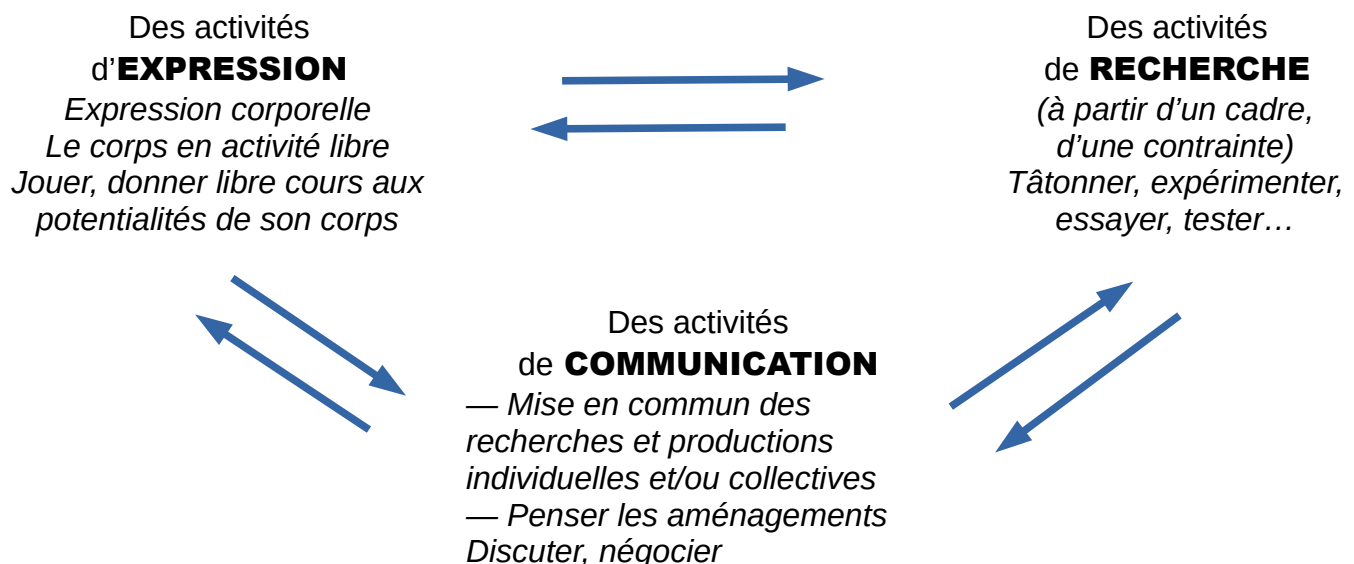 Des activités
d’EXPRESSION
Expression corporelle
Le corps en activité libre
Jouer, donner libre cours aux
potentialités de son corps
Des activités
de RECHERCHE
(à partir d’un cadre,
d’une contrainte)
Tâtonner, expérimenter,
essayer, tester…
Des activités
de COMMUNICATION
— Mise en commun des
recherches et productions
individuelles et/ou collectives
— Penser les aménagements
Discuter, négocier